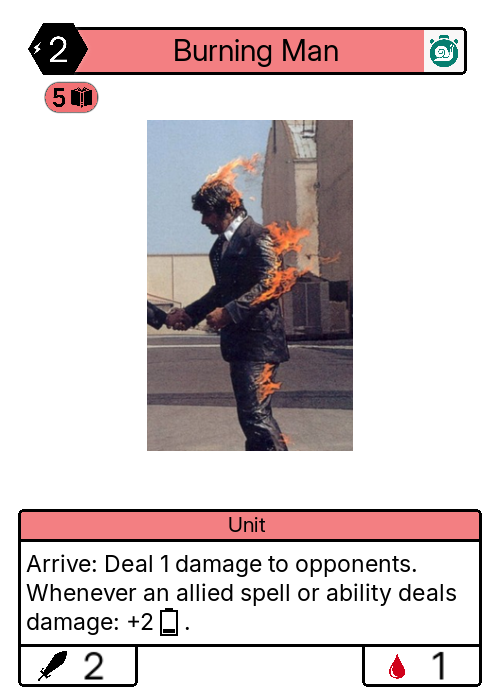 2
Burning Man
5
Unit
Arrive: Deal 1 damage to opponents.
Whenever an allied spell or ability deals
damage: +2 .
2
1